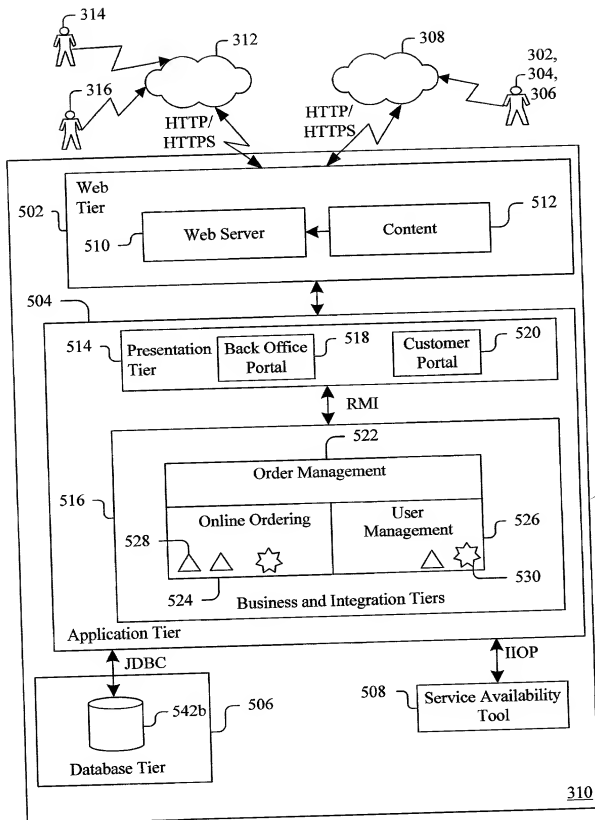 314
312
308
302,
304,
306
316
HTTP/
HTTPS
HTTP/
HTTPS
Web
Tier
502
510
Web Server
Content
512
504
514
Presentation
Tier
Back Office
Portal
518
Customer
Portal
520
RMI
522
Order Management
516
Online Ordering
User
Management
526
528
524
530
Business and Integration Tiers
Application Tier
JDBC
IIOP
542b
506
508
Service Availability
Tool
Database Tier
310